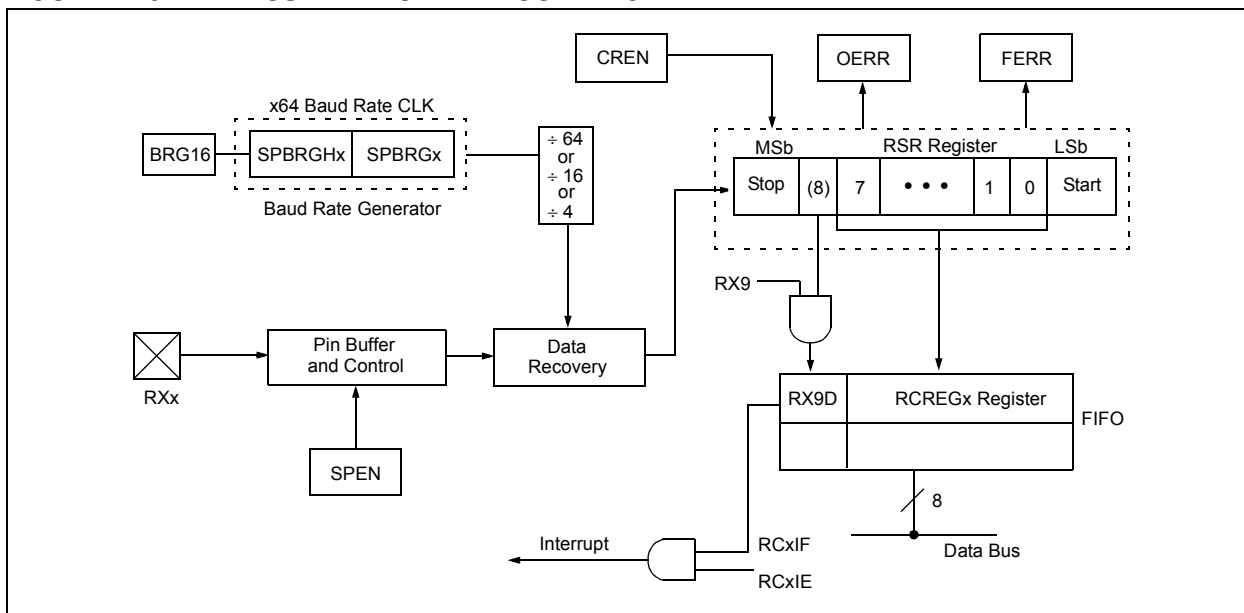 CREN
OERR
FERR
x64 Baud Rate CLK
BRG16
SPBRGHx
SPBRGx
Baud Rate Generator
÷ 64
or
÷ 16
or
÷ 4
MSb
RSR Register
LSb
Stop
(8)
7
• • •
1
0
Start
RX9
RXx
Pin Buffer
and Control
Data
Recovery
SPEN
RX9D
RCREGx Register
FIFO
8
Data Bus
Interrupt
RCxIF
RCxIE